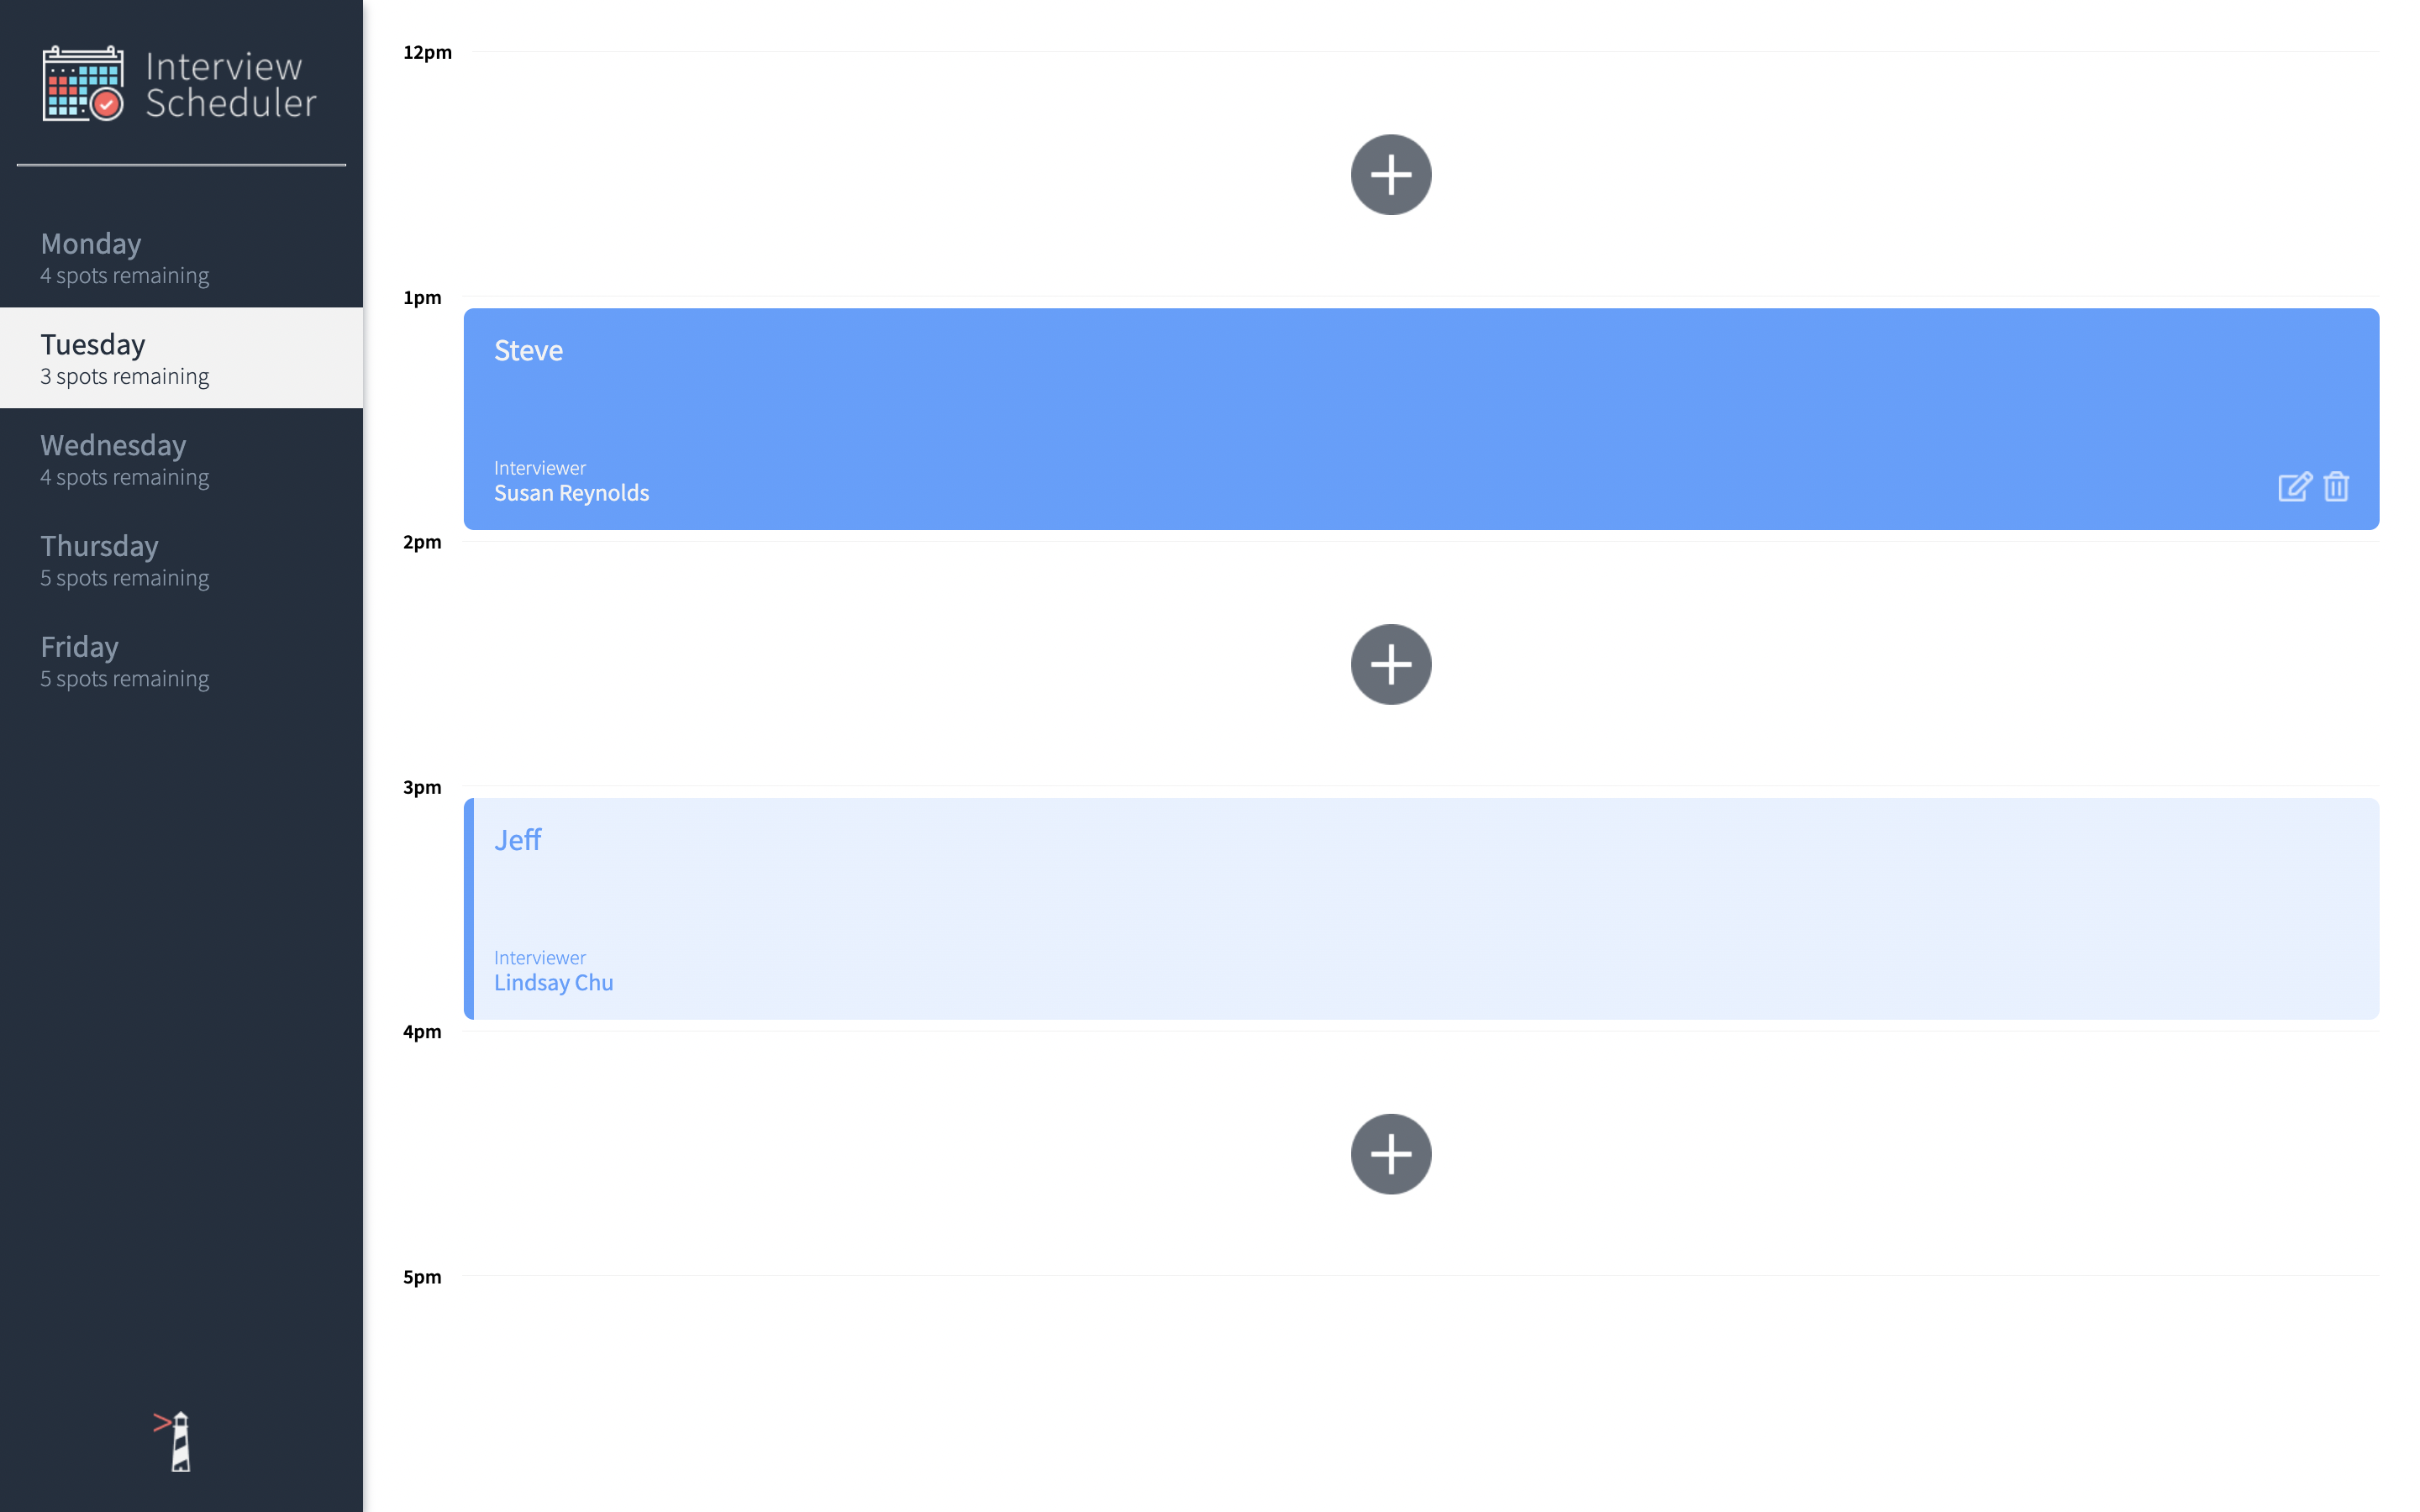 Interview
Scheduler
Monday
4 spots remaining
Tuesday
3 spots remaining
Wednesday
4 spots remaining
Thursday
5 spots remaining
Friday
5 spots remaining
12pm
1pm
Steve
Interviewer
Susan Reynolds
2pm
3pm
Jeff
Interviewer
Lindsay Chu
4pm
5pm